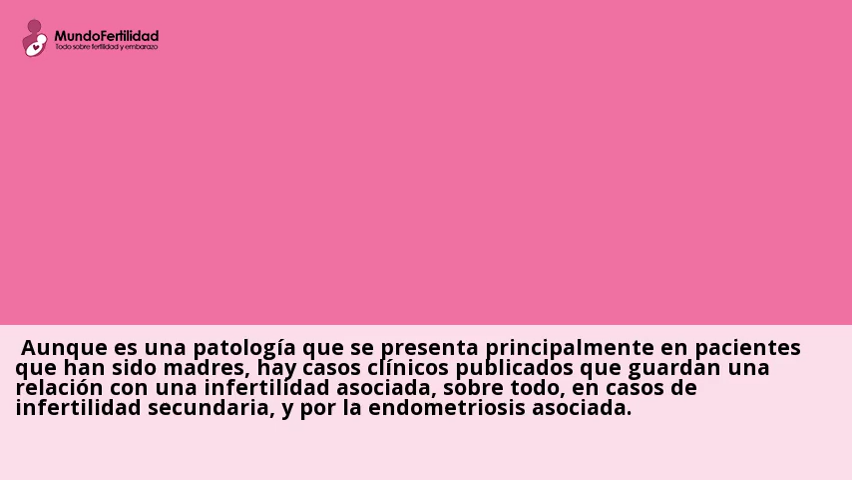 MundoFertilidad
Todo sobre fertilidad y embarazo
Aunque es una patología que se presenta principalmente en pacientes
que han sido madres, hay casos clínicos publicados que guardan una
relación con una infertilidad asociada, sobre todo, en casos de
infertilidad secundaria, y por la endometriosis asociada.